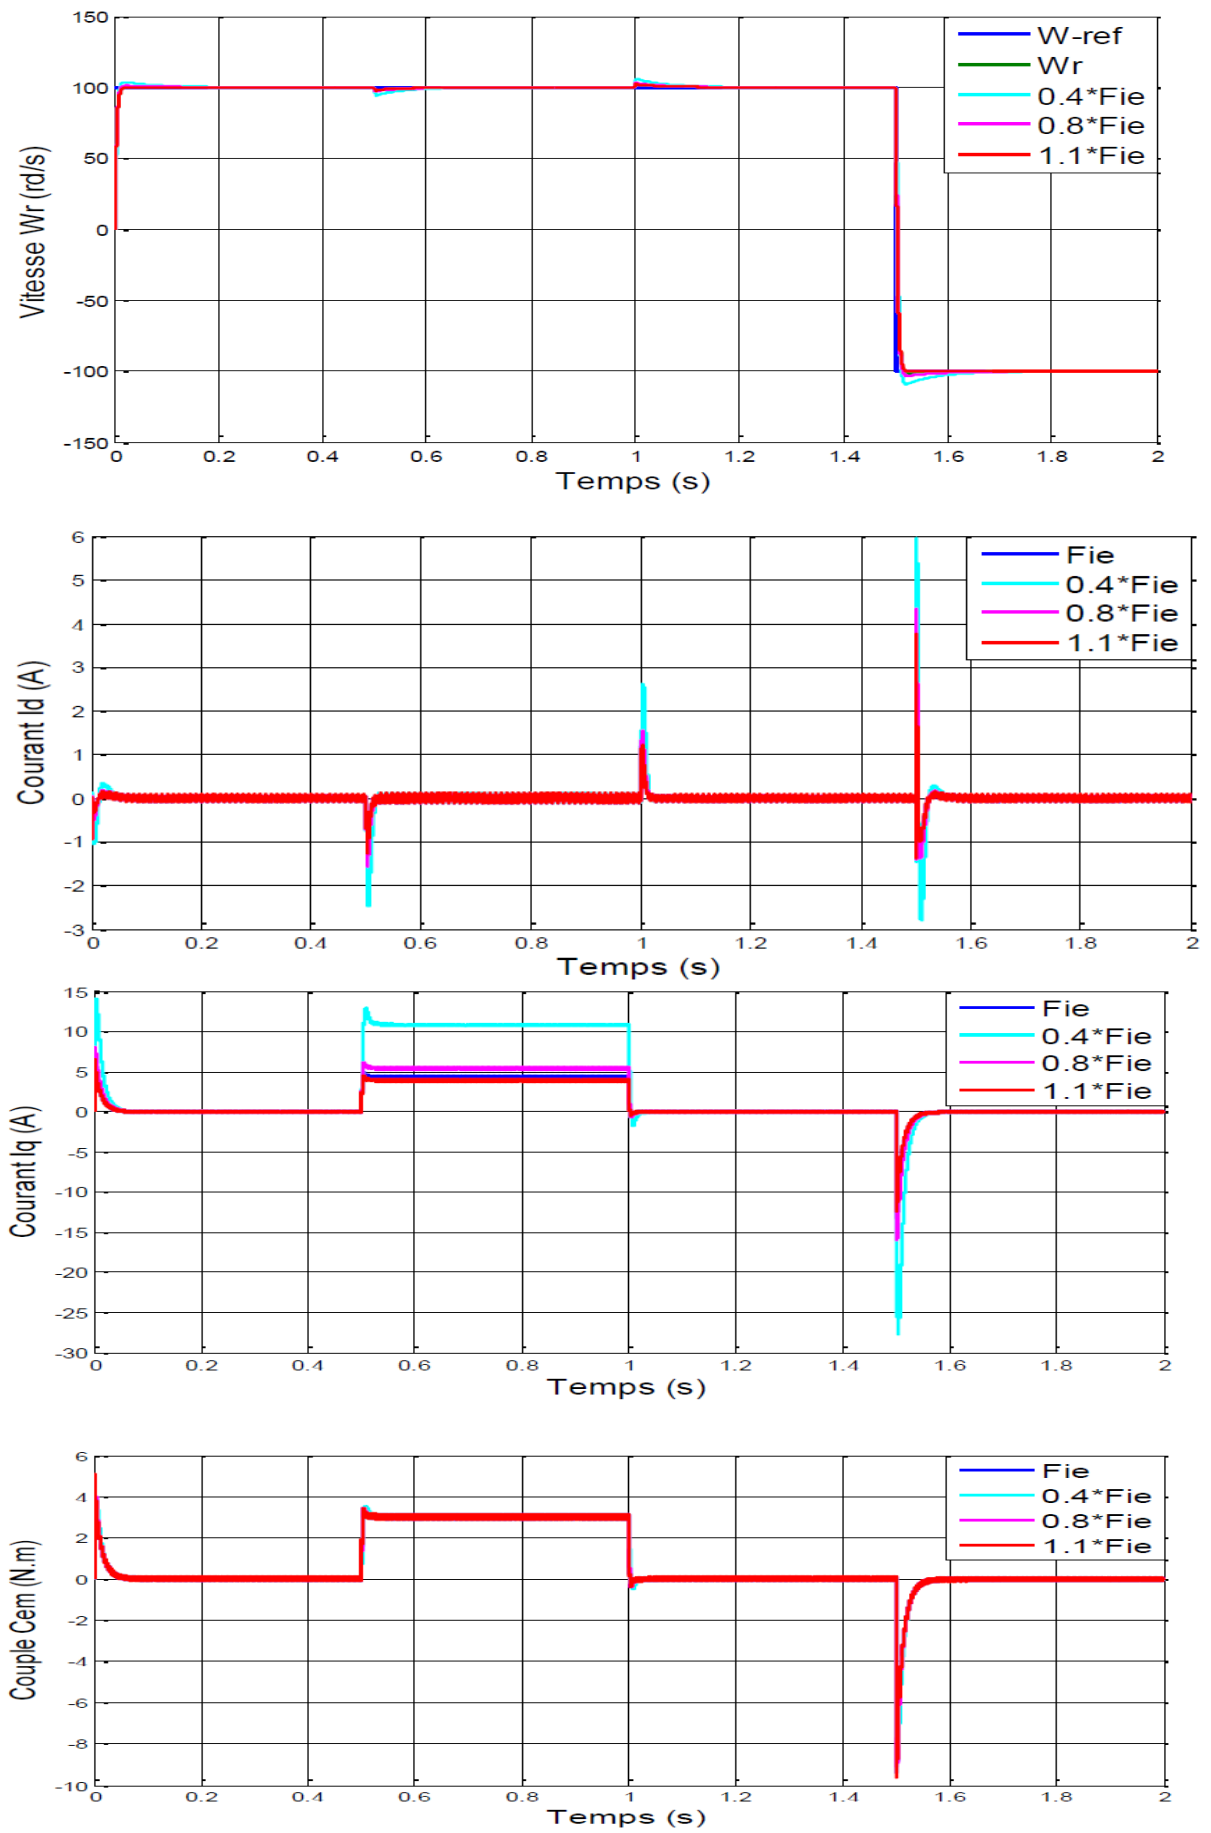 150
100
50
0
-50
-100
-150
Vitesse Wr (rd/s)
W-ref
Wr
0.4*Fie
0.8*Fie
1.1*Fie
0 0.2 0.4 0.6 0.8 1 1.2 1.4 1.6 1.8 2
Temps (s)
6
5
4
3
2
1
0
-1
-2
-3
Courant Id (A)
Fie
0.4*Fie
0.8*Fie
1.1*Fie
0 0.2 0.4 0.6 0.8 1 1.2 1.4 1.6 1.8 2
Temps (s)
15
10
5
0
-5
-10
-15
-20
-25
-30
Courant Iq (A)
Fie
0.4*Fie
0.8*Fie
1.1*Fie
0 0.2 0.4 0.6 0.8 1 1.2 1.4 1.6 1.8 2
Temps (s)
6
4
2
0
-2
-4
-6
-8
-10
Couple Cem (N.m)
Fie
0.4*Fie
0.8*Fie
1.1*Fie
0 0.2 0.4 0.6 0.8 1 1.2 1.4 1.6 1.8 2
Temps (s)